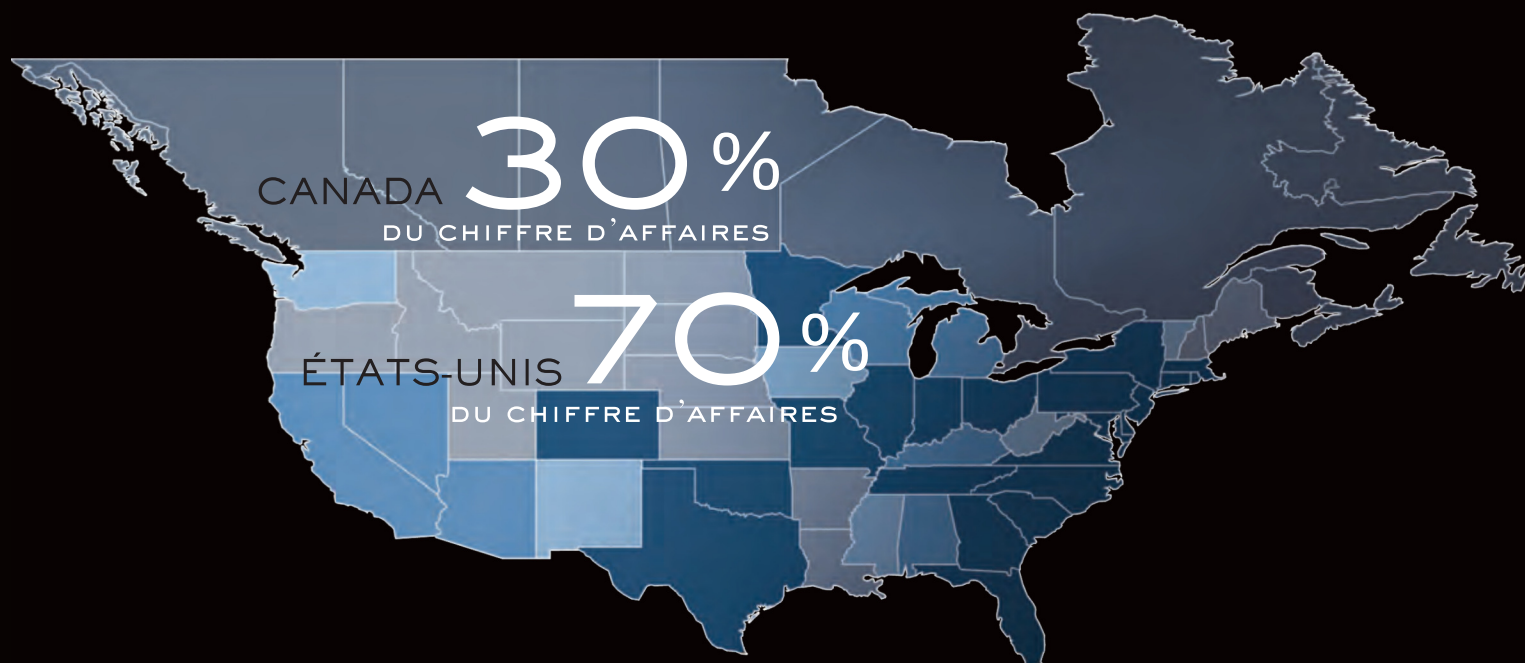 CANADA 30 %
DU CHIFFRE D'AFFAIRES
ÉTATS-UNIS 70 %
DU CHIFFRE D'AFFAIRES